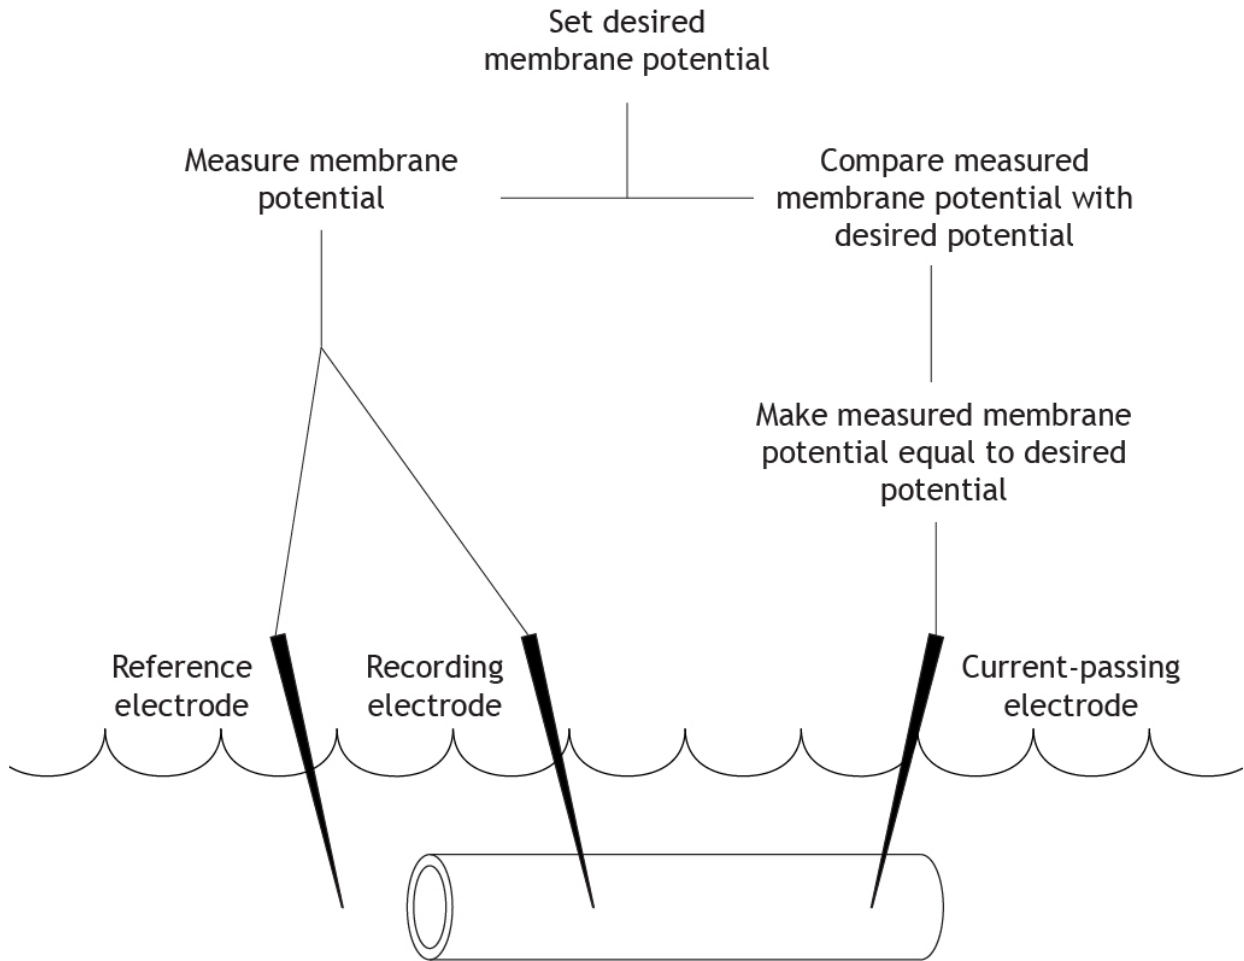 Set desired
membrane potential
Measure membrane
potential
Compare measured
membrane potential with
desired potential
Make measured membrane
potential equal to desired
potential
Reference
electrode
Recording
electrode
Current-passing
electrode